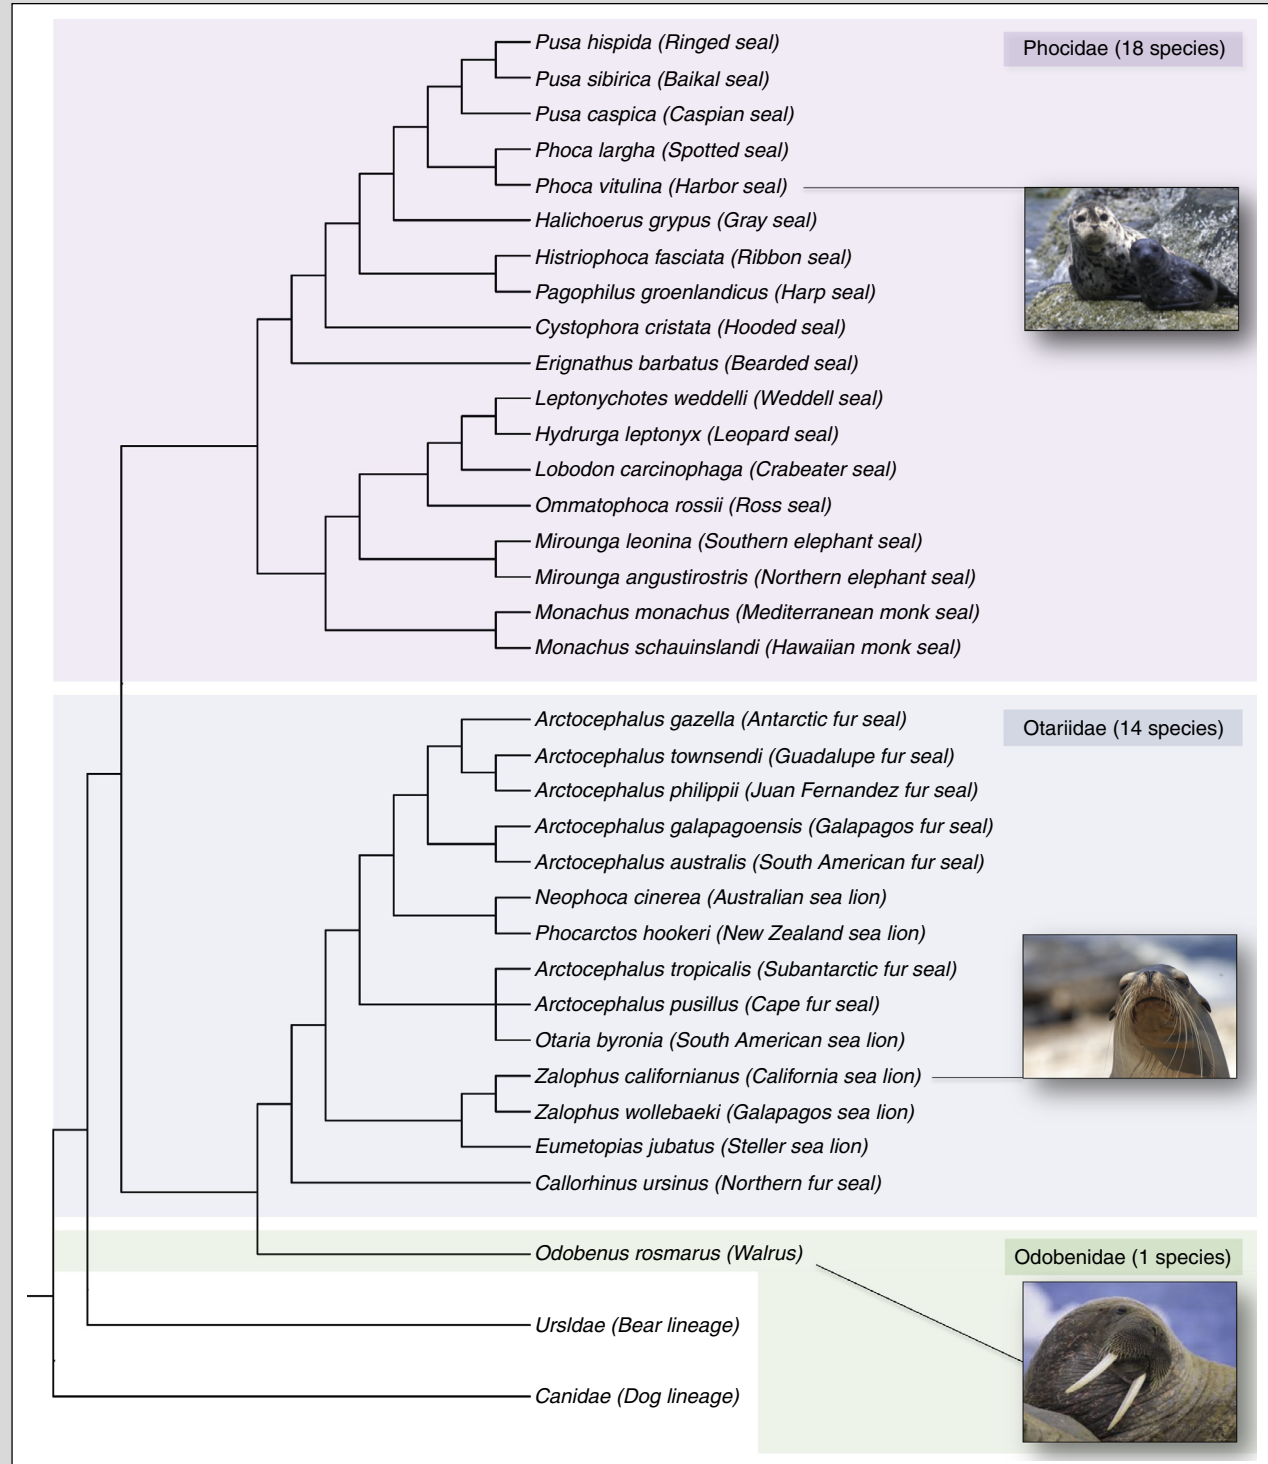 Pusa hispida (Ringed seal)
Phocidae (18 species)
Pusa sibirica (Baikal seal)
Pusa caspica (Caspian seal)
Phoca largha (Spotted seal)
Phoca vitulina (Harbor seal)
Halichoerus grypus (Gray seal)
Histriophoca fasciata (Ribbon seal)
Pagophilus groenlandicus (Harp seal)
Cystophora cristata (Hooded seal)
Erignathus barbatus (Bearded seal)
Leptonychotes weddelli (Weddell seal)
Hydrurga leptonyx (Leopard seal)
Lobodon carcinophaga (Crabeater seal)
Ommatophoca rossii (Ross seal)
Mirounga leonina (Southern elephant seal)
Mirounga angustirostris (Northern elephant seal)
Monachus monachus (Mediterranean monk seal)
Monachus schauinslandi (Hawaiian monk seal)
Arctocephalus gazella (Antarctic fur seal)
Otariidae (14 species)
Arctocephalus townsendi (Guadalupe fur seal)
Arctocephalus philippii (Juan Fernandez fur seal)
Arctocephalus galapagoensis (Galapagos fur seal)
Arctocephalus australis (South American fur seal)
Neophoca cinerea (Australian sea lion)
Phocarctos hookeri (New Zealand sea lion)
Arctocephalus tropicalis (Subantarctic fur seal)
Arctocephalus pusillus (Cape fur seal)
Otaria byronia (South American sea lion)
Zalophus californianus (California sea lion)
Zalophus wollebaeki (Galapagos sea lion)
Eumetopias jubatus (Steller sea lion)
Callorhinus ursinus (Northern fur seal)
Odobenus rosmarus (Walrus)
Odobenidae (1 species)
UrsIdae (Bear lineage)
Canidae (Dog lineage)